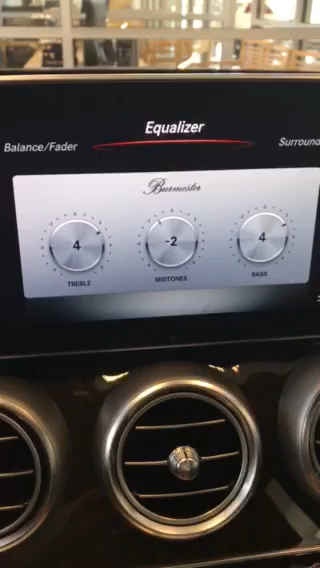 Equalizer
Balance/Fader
Surround
Burmester
4
-2
4
TREBLE
MIDTONES
BASS